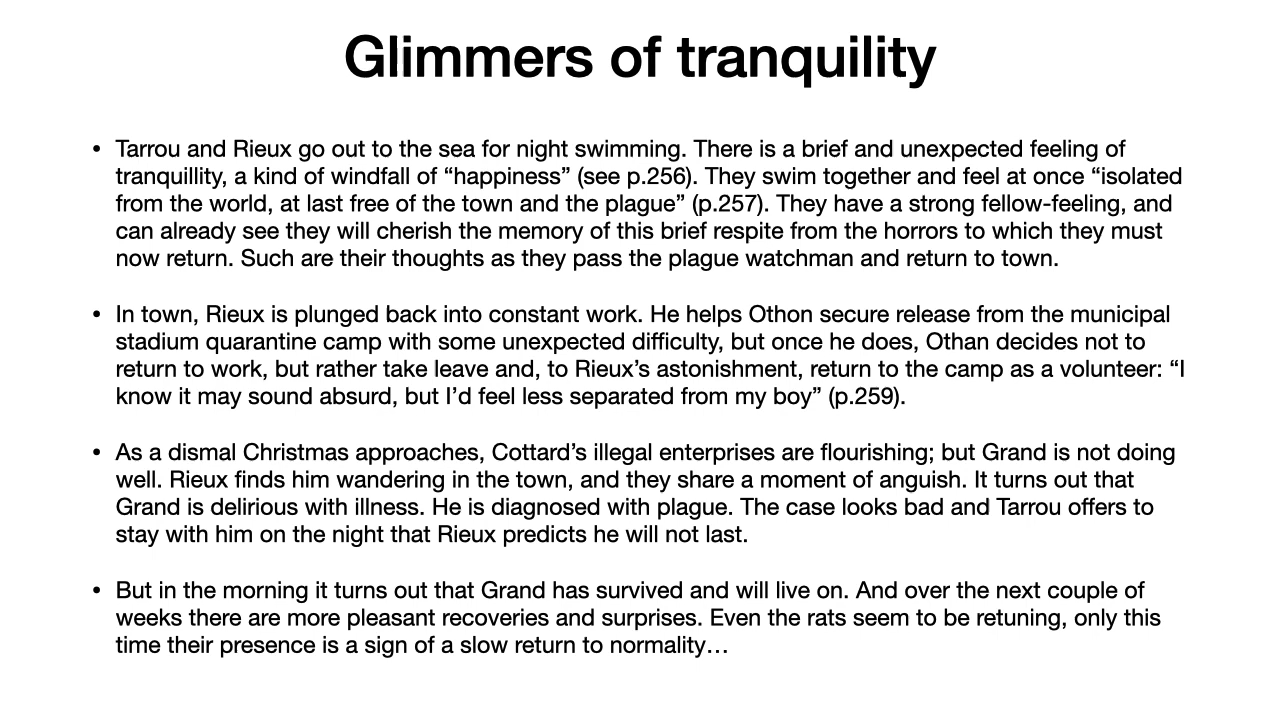 Glimmers of tranquility
• Tarrou and Rieux go out to the sea for night swimming. There is a brief and unexpected feeling of
tranquillity, a kind of windfall of “happiness” (see p.256). They swim together and feel at once “isolated
from the world, at last free of the town and the plague” (p.257). They have a strong fellow-feeling, and
can already see they will cherish the memory of this brief respite from the horrors to which they must
now return. Such are their thoughts as they pass the plague watchman and return to town.
• In town, Rieux is plunged back into constant work. He helps Othon secure release from the municipal
stadium quarantine camp with some unexpected difficulty, but once he does, Othan decides not to
return to work, but rather take leave and, to Rieux’s astonishment, return to the camp as a volunteer: “I
know it may sound absurd, but I’d feel less separated from my boy” (p.259).
• As a dismal Christmas approaches, Cottard’s illegal enterprises are flourishing; but Grand is not doing
well. Rieux finds him wandering in the town, and they share a moment of anguish. It turns out that
Grand is delirious with illness. He is diagnosed with plague. The case looks bad and Tarrou offers to
stay with him on the night that Rieux predicts he will not last.
• But in the morning it turns out that Grand has survived and will live on. And over the next couple of
weeks there are more pleasant recoveries and surprises. Even the rats seem to be retuning, only this
time their presence is a sign of a slow return to normality…